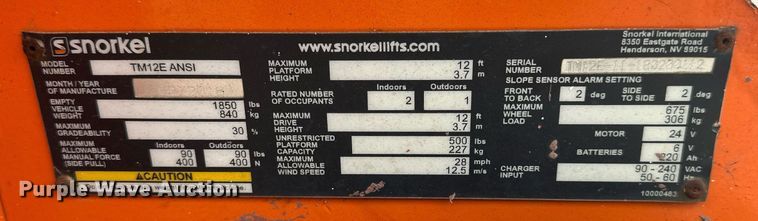 snorkel
www.snorkellifts.com
Snorkel International
8350 Eastgate Road
Henderson, NV 89015
MODEL NUMBER TM12E ANSI
MONTH / YEAR OF MANUFACTURE
EMPTY VEHICLE WEIGHT 1850 lbs
840 kg
MAXIMUM GRADEABILITY 30 %
Indoors Outdoors
MAXIMUM ALLOWABLE MANUAL FORCE (SIDE PULL) 90 90 lbs
400 400 N
CAUTION
MAXIMUM PLATFORM HEIGHT 12 ft
3.7 m
Indoors Outdoors
RATED NUMBER OF OCCUPANTS 2 1
MAXIMUM DRIVE HEIGHT 12 ft
3.7 m
UNRESTRICTED PLATFORM CAPACITY 500 lbs
227 kg
MAXIMUM ALLOWABLE WIND SPEED 28 mph
12.5 m/s
SERIAL NUMBER
SLOPE SENSOR ALARM SETTING
FRONT TO BACK 2 deg SIDE TO SIDE 2 deg
MAXIMUM WHEEL LOAD 675 lbs
306 kg
MOTOR 24 V
BATTERIES 6 V
220 Ah
CHARGER INPUT 90 - 240 VAC
50 - 60 Hz
10000483
Purple Wave Auction